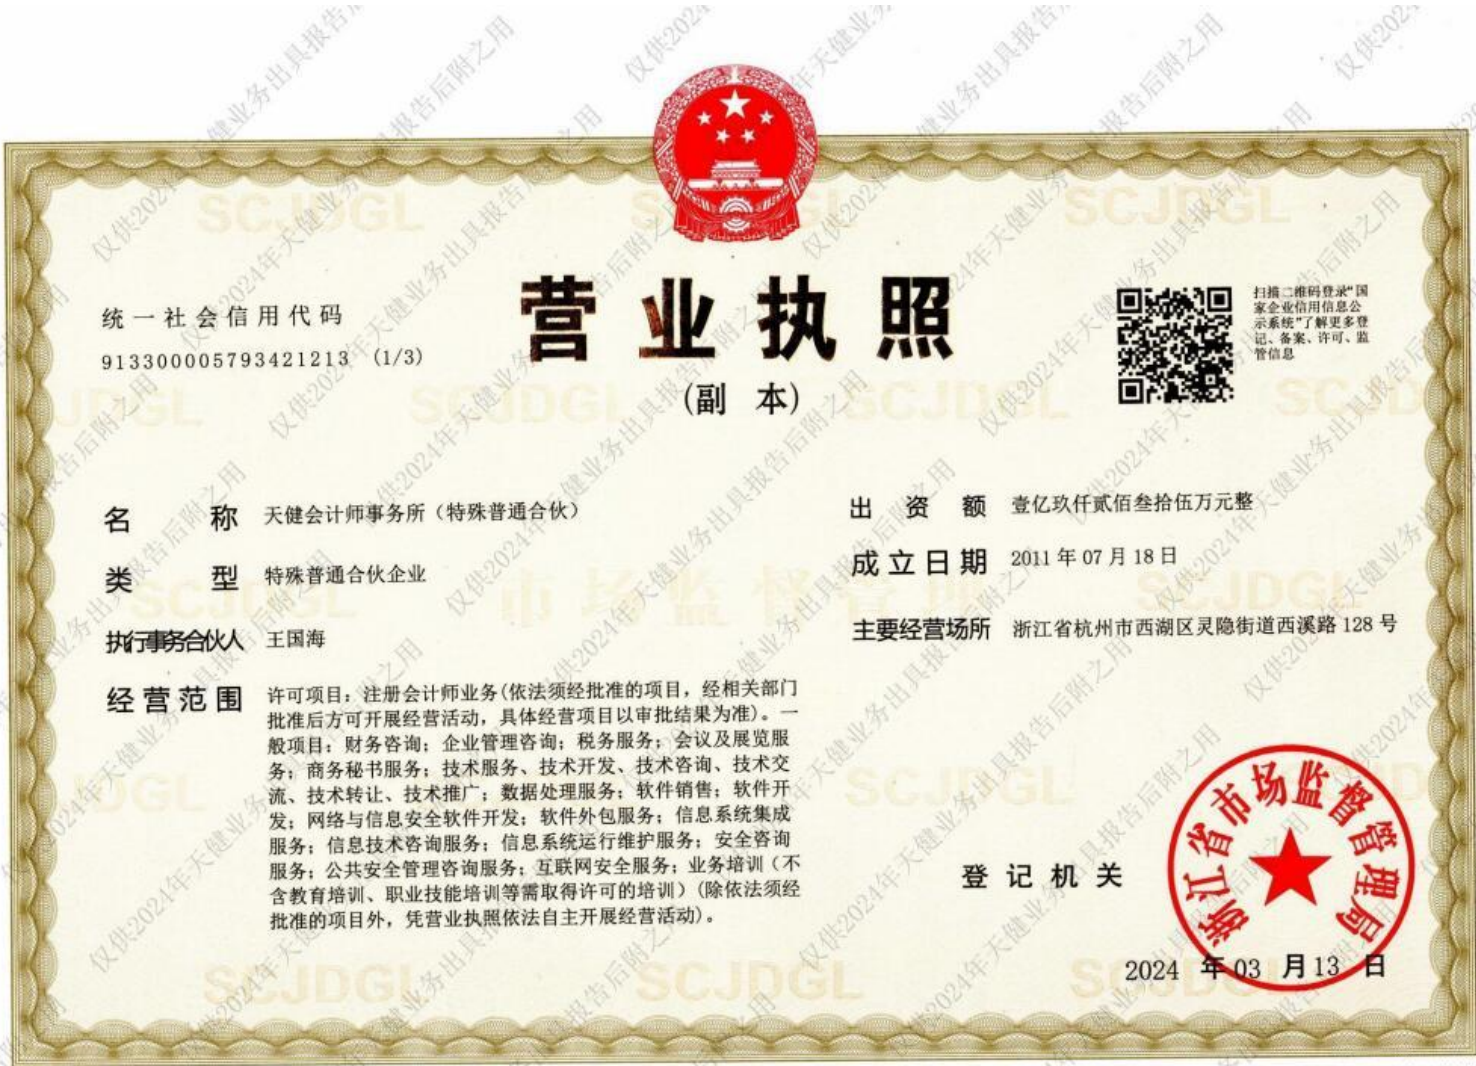 统一社会信用代码
913300005793421213 (1/3)
营业执照
(副 本)
扫描二维码登录"国
家企业信用信息公
示系统"了解更多登
记、备案、许可、监
管信息
名 称 天健会计师事务所（特殊普通合伙）
类 型 特殊普通合伙企业
执行事务合伙人 王国海
经营范围 许可项目：注册会计师业务(依法须经批准的项目，经相关部门
批准后方可开展经营活动，具体经营项目以审批结果为准)。一
般项目：财务咨询；企业管理咨询；税务服务；会议及展览服
务；商务秘书服务；技术服务、技术开发、技术咨询、技术交
流、技术转让、技术推广；数据处理服务；软件销售；软件开
发；网络与信息安全软件开发；软件外包服务；信息系统集成
服务；信息技术咨询服务；信息系统运行维护服务；安全咨询
服务；公共安全管理咨询服务；互联网安全服务；业务培训（不
含教育培训、职业技能培训等需取得许可的培训）(除依法须经
批准的项目外，凭营业执照依法自主开展经营活动)。
出 资 额 壹亿玖仟贰佰叁拾伍万元整
成立日期 2011 年 07 月 18 日
主要经营场所 浙江省杭州市西湖区灵隐街道西溪路 128 号
登记机关
浙江省市场监督管理局
2024 年 03 月 13 日
仅供2024年天健业务出具报告后附之用
SCJDGL
市场监督管理